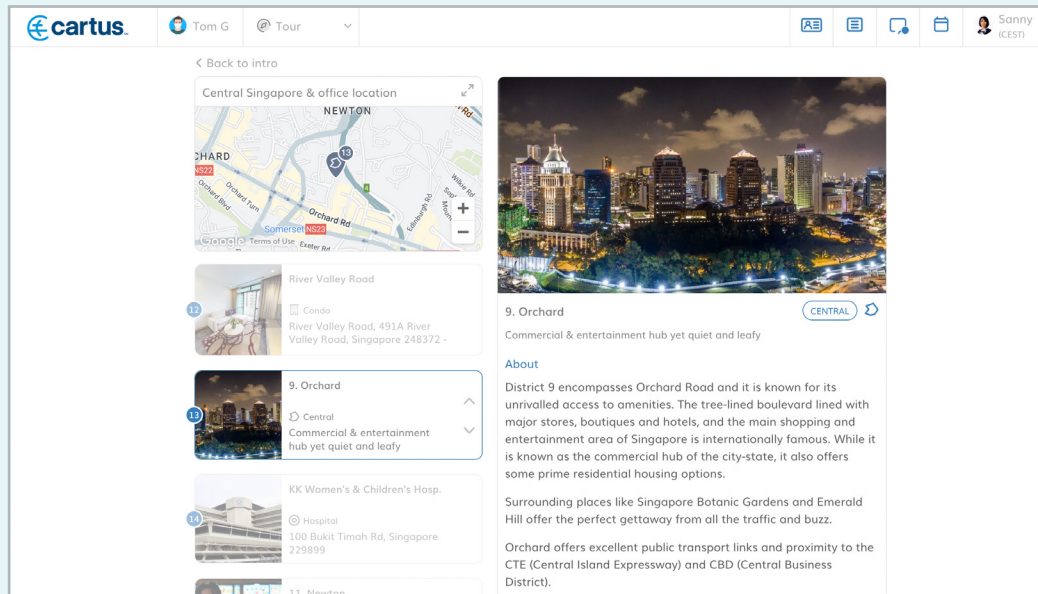 cartus.
Tom G
Tour
Sanny
(CEST)
Back to intro
Central Singapore & office location
NEWTON
Rd
CHARD
NS22
13
Orchard Blvd
Orchard Turn
Orchard Rd
Somerset NS23
Exeter Rd
4
Edinburgh Rd
Wilkie Rd
Google
Terms of Use
+
−
12
River Valley Road
Condo
River Valley Road, 491A River
Valley Road, Singapore 248372 -
13
9. Orchard
Central
Commercial & entertainment
hub yet quiet and leafy
14
KK Women's & Children's Hosp.
Hospital
100 Bukit Timah Rd, Singapore
229899
11. Newton
9. Orchard
CENTRAL
Commercial & entertainment hub yet quiet and leafy
About
District 9 encompasses Orchard Road and it is known for its
unrivalled access to amenities. The tree-lined boulevard lined with
major stores, boutiques and hotels, and the main shopping and
entertainment area of Singapore is internationally famous. While it
is known as the commercial hub of the city-state, it also offers
some prime residential housing options.
Surrounding places like Singapore Botanic Gardens and Emerald
Hill offer the perfect gettaway from all the traffic and buzz.
Orchard offers excellent public transport links and proximity to the
CTE (Central Island Expressway) and CBD (Central Business
District).